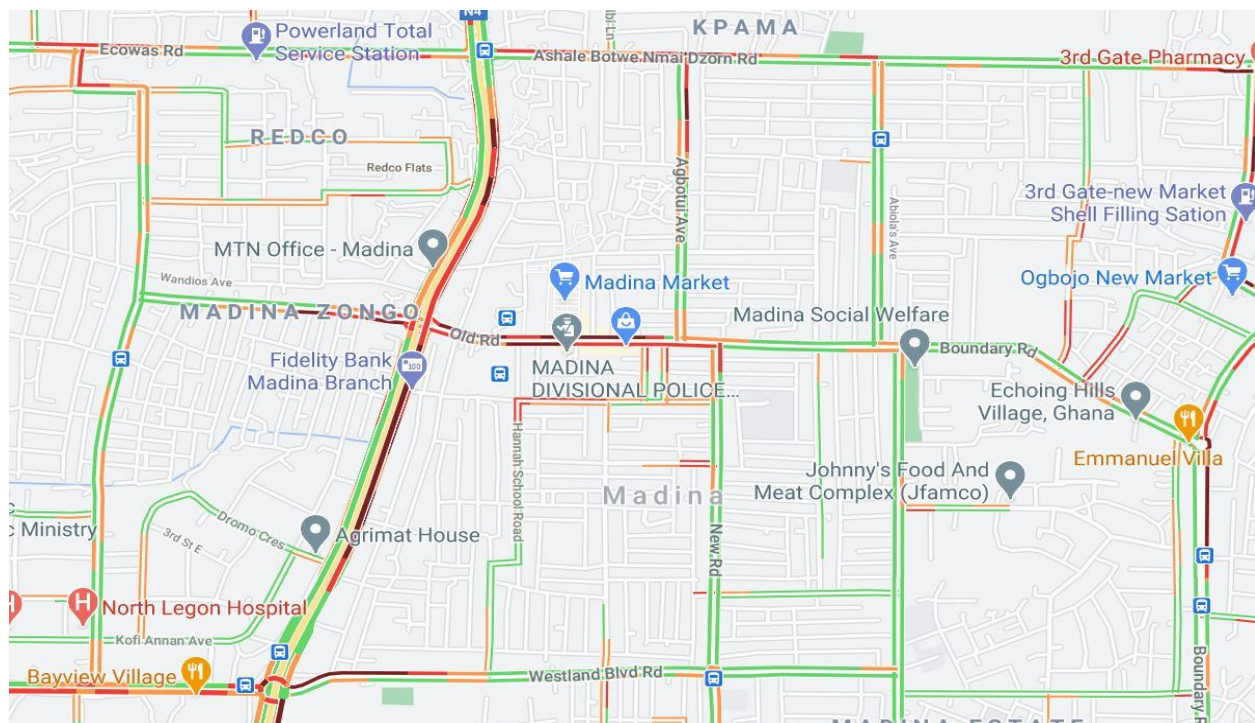 N4
KPAMA
Powerland Total
Service Station
Ecowas Rd
Ashale Botwe Nmai Dzorn Rd
3rd Gate Pharmacy
REDCO
Redco Flats
Agbotui Ave
Abiola's Ave
3rd Gate-new Market
Shell Filling Sation
MTN Office - Madina
Wandios Ave
Madina Market
Ogbojo New Market
MADINA ZONGO
Old Rd
Madina Social Welfare
Boundary Rd
Fidelity Bank
Madina Branch
100
MADINA
DIVISIONAL POLICE...
Echoing Hills
Village, Ghana
Emmanuel Villa
Hannah School Road
Johnny's Food And
Meat Complex (Jfamco)
Madina
c Ministry
Dromo Cres
3rd St E
Agrimat House
New Rd
H
H
North Legon Hospital
Kofi Annan Ave
Bayview Village
Westland Blvd Rd
Boundary R
MADINA ESTATE